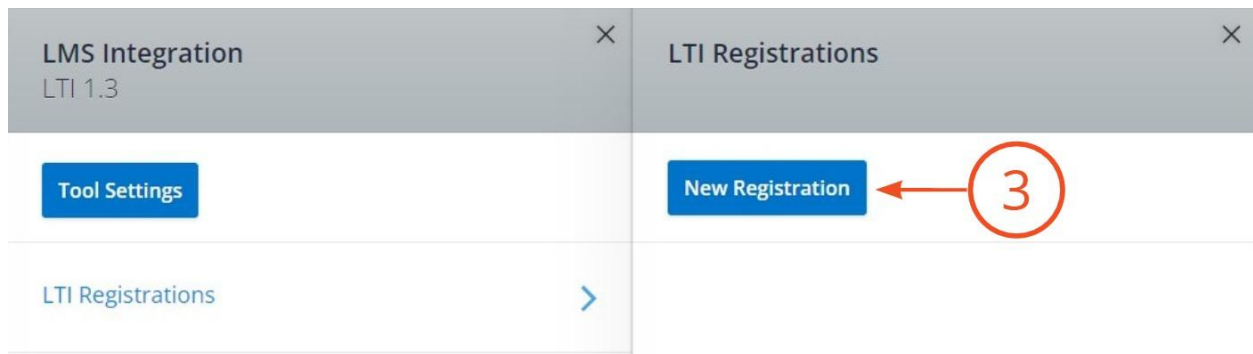 LMS Integration
LTI 1.3
Tool Settings
LTI Registrations
LTI Registrations
New Registration
3